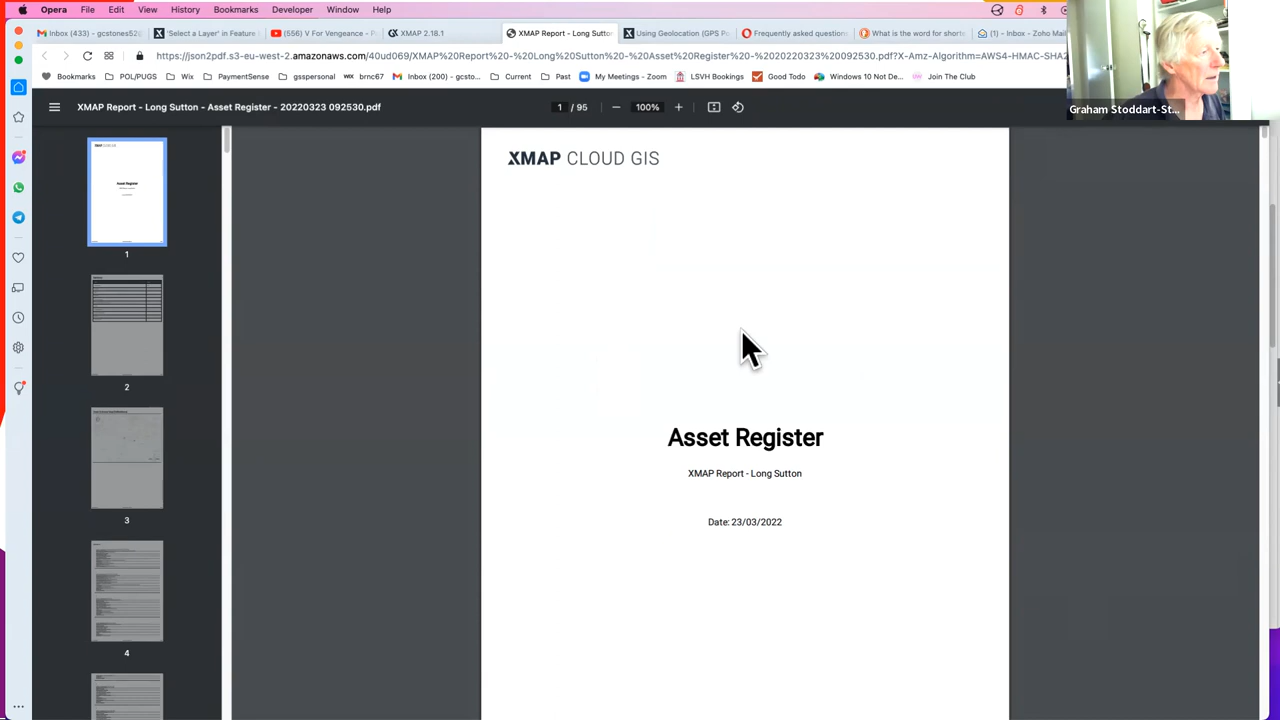 Opera File Edit View History Bookmarks Developer Window Help
Inbox (433) - gcstones52@ 'Select a Layer' in Feature (556) V For Vengeance - Pa XMAP 2.18.1 XMAP Report - Long Sutton Using Geolocation (GPS Po Frequently asked questions What is the word for shorte (1) - Inbox - Zoho Mail
https://json2pdf.s3-eu-west-2.amazonaws.com/40ud069/XMAP%20Report%20-%20Long%20Sutton%20-%20Asset%20Register%20-%2020220323%20092530.pdf?X-Amz-Algorithm=AWS4-HMAC-SHA2
Bookmarks POL/PUGS Wix PaymentSense gsspersonal WIX brnc67 Inbox (200) - gcsto... Current Past My Meetings - Zoom LSVH Bookings Good Todo Windows 10 Not De... Join The Club
Graham Stoddart-St...
XMAP Report - Long Sutton - Asset Register - 20220323 092530.pdf 1 / 95 − 100% +
XMAP CLOUD GIS
Asset Register
XMAP Report - Long Sutton
Date: 23/03/2022
1
2
3
4